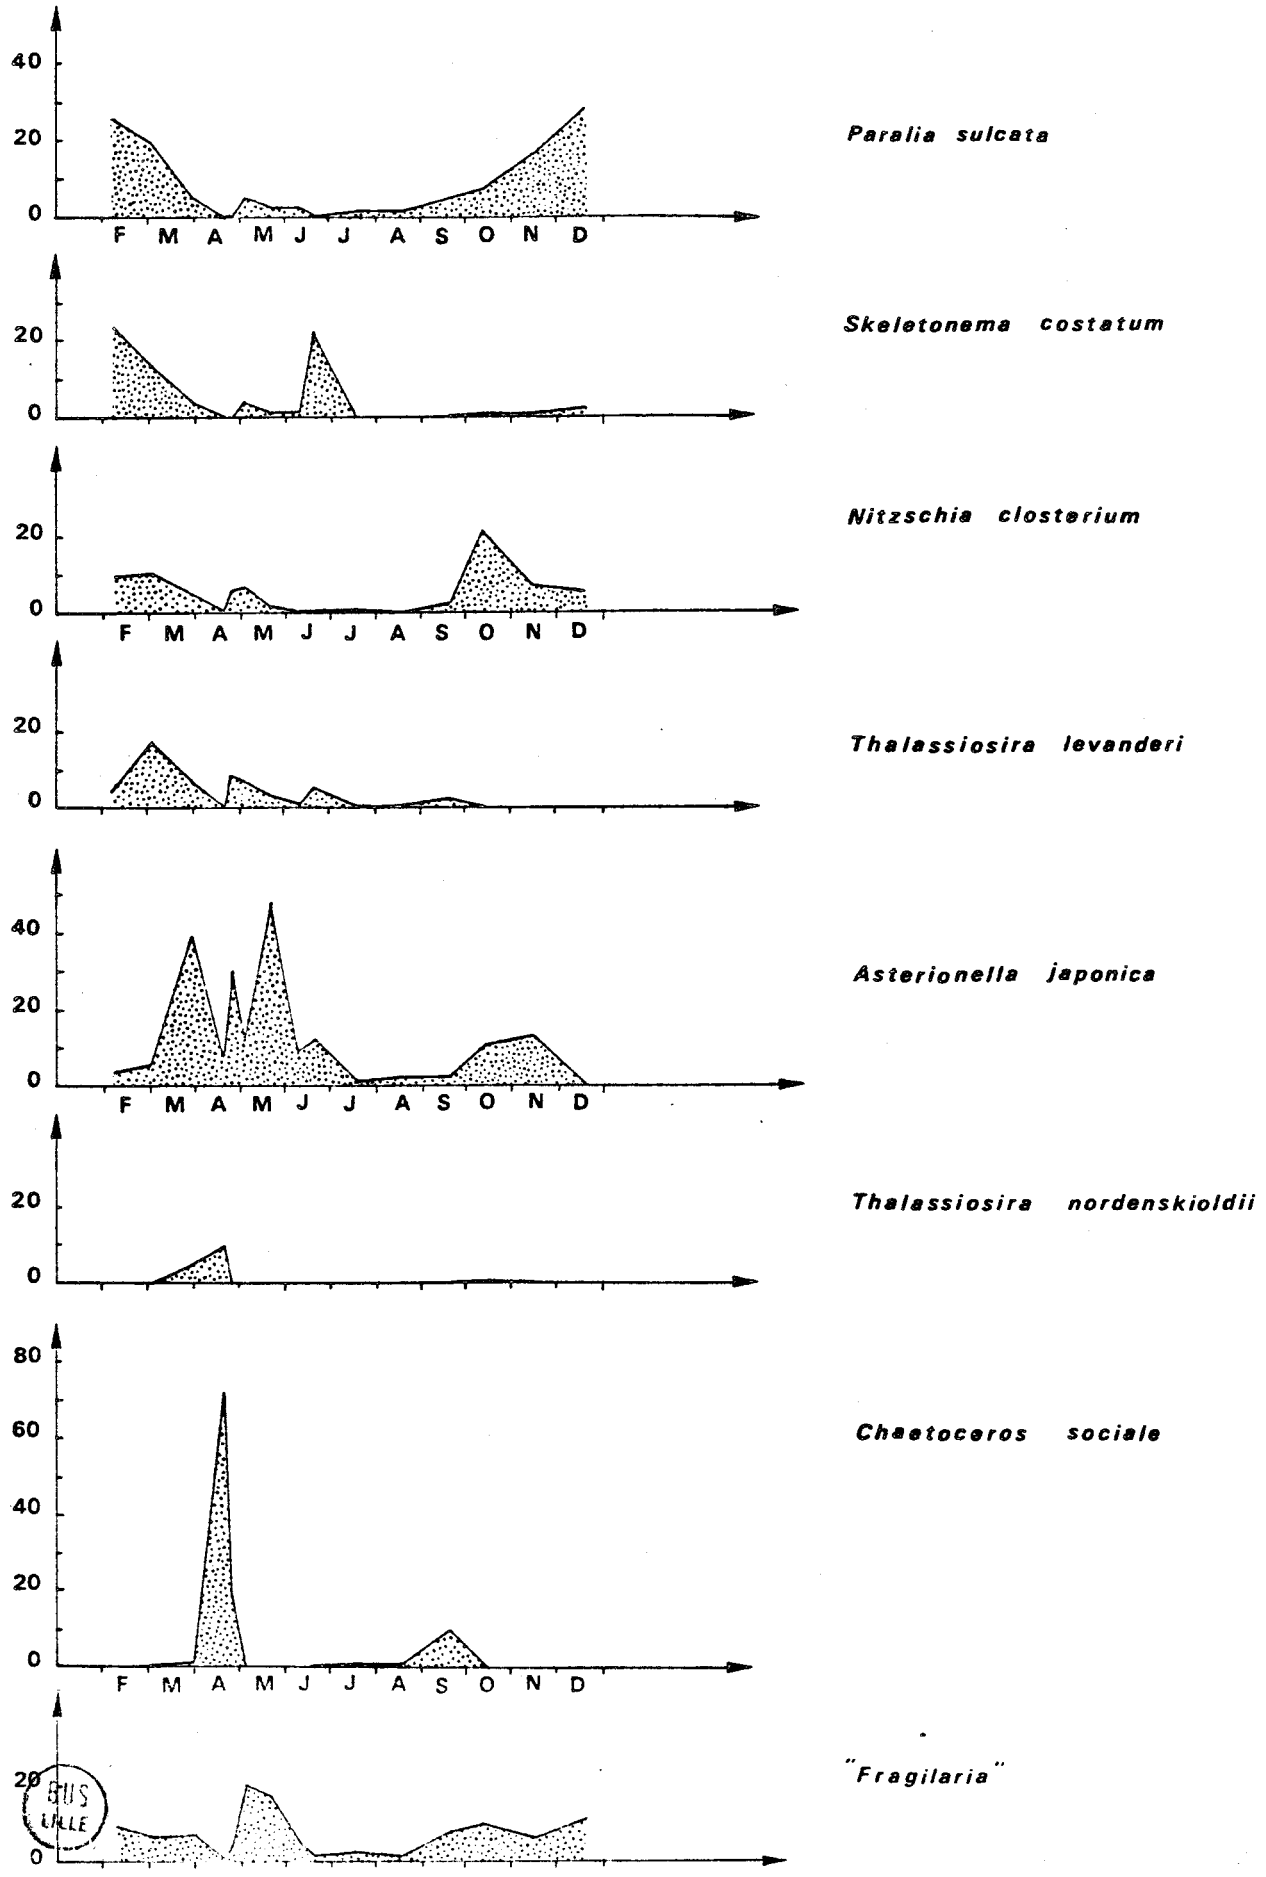 40
20
0
F M A M J J A S O N D
Paralia sulcata
20
0
Skeletonema costatum
20
0
F M A M J J A S O N D
Nitzschia closterium
20
0
Thalassiosira levanderi
40
20
0
F M A M J J A S O N D
Asterionella japonica
20
0
Thalassiosira nordenskioldii
80
60
40
20
0
F M A M J J A S O N D
Chaetoceros sociale
20
0
BUS
LILLE
"Fragilaria"